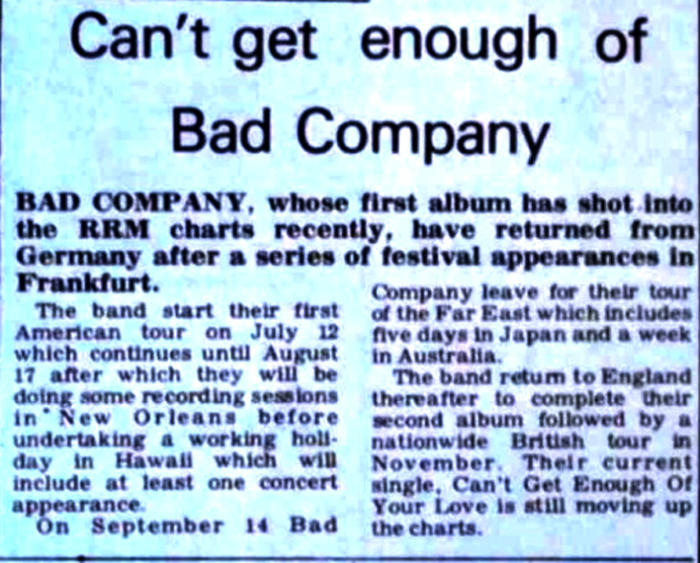 Can't get enough of
Bad Company
BAD COMPANY, whose first album has shot into
the RRM charts recently, have returned from
Germany after a series of festival appearances in
Frankfurt.
The band start their first
American tour on July 12
which continues until August
17 after which they will be
doing some recording sessions
in New Orleans before
undertaking a working holi-
day in Hawaii which will
include at least one concert
appearance.
On September 14 Bad
Company leave for their tour
of the Far East which includes
five days in Japan and a week
in Australia.
The band return to England
thereafter to complete their
second album followed by a
nationwide British tour in
November. Their current
single, Can't Get Enough Of
Your Love is still moving up
the charts.